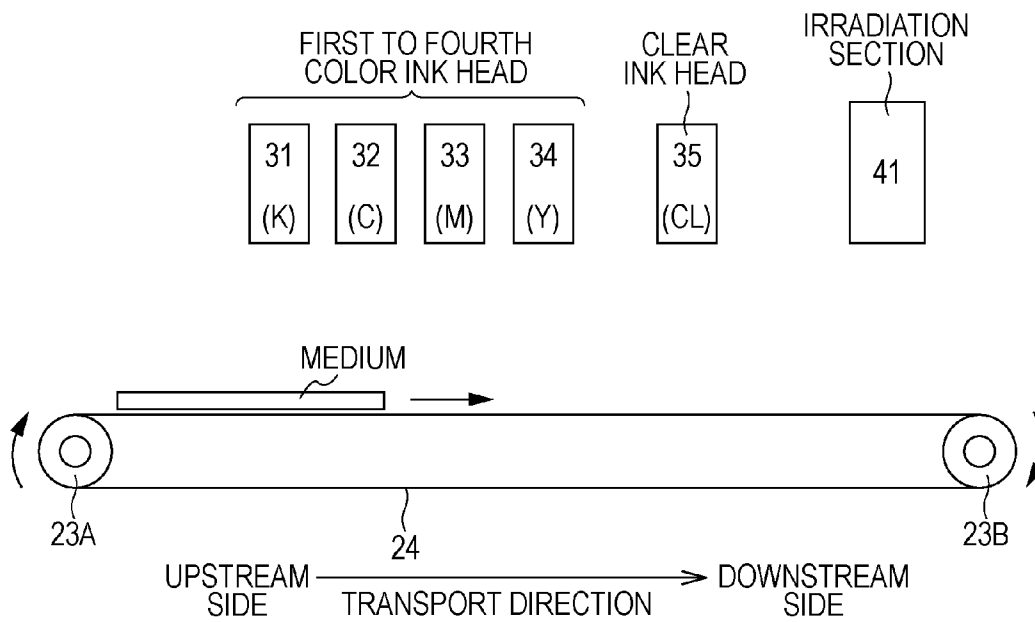 FIRST TO FOURTH
COLOR INK HEAD
CLEAR
INK HEAD
IRRADIATION
SECTION
31
(K)
32
(C)
33
(M)
34
(Y)
35
(CL)
41
MEDIUM
23A
24
23B
UPSTREAM
SIDE
TRANSPORT DIRECTION
DOWNSTREAM
SIDE